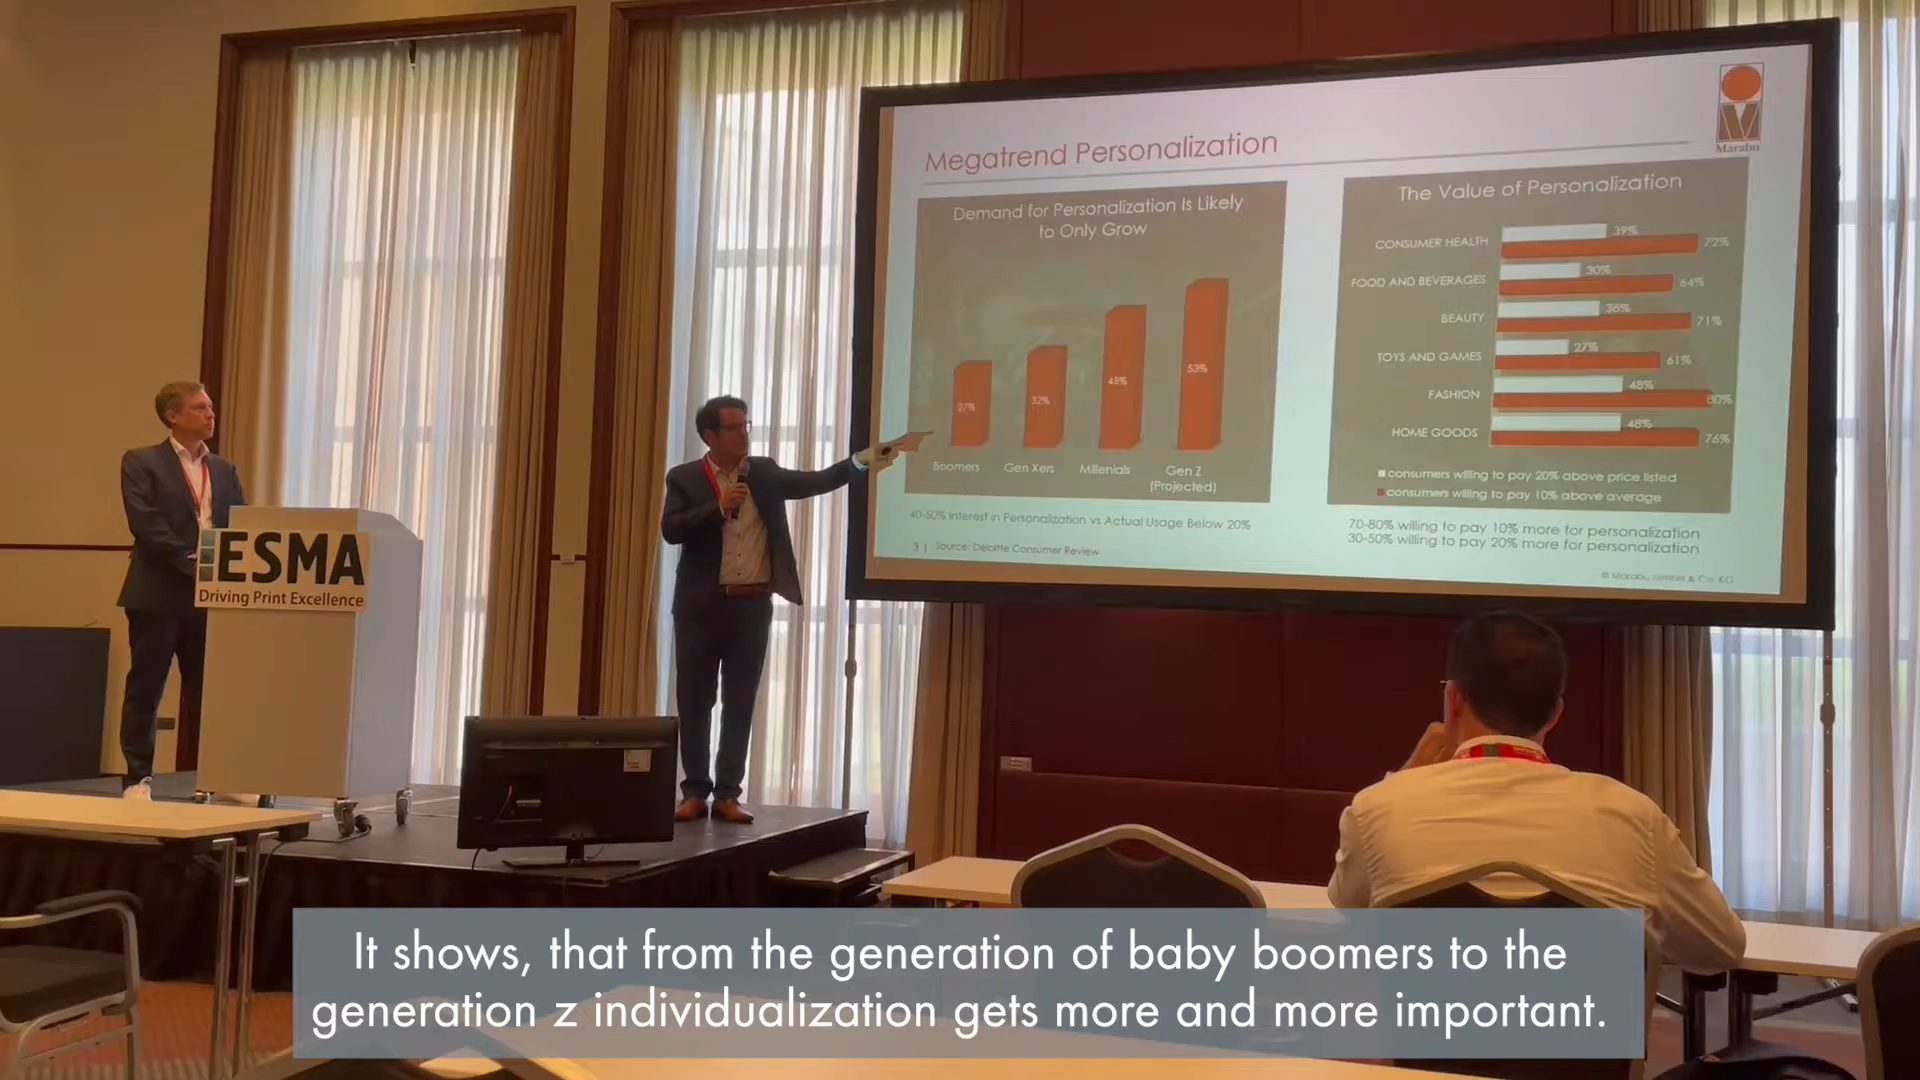 Marabu
Megatrend Personalization
Demand for Personalization Is Likely
to Only Grow
27%
32%
45%
53%
Boomers
Gen Xers
Millenials
Gen Z
(Projected)
40-50% Interest in Personalization vs Actual Usage Below 20%
3 | Source: Deloitte Consumer Review
The Value of Personalization
CONSUMER HEALTH
39%
72%
FOOD AND BEVERAGES
30%
64%
BEAUTY
38%
71%
TOYS AND GAMES
27%
61%
FASHION
48%
80%
HOME GOODS
48%
76%
consumers willing to pay 20% above price listed
consumers willing to pay 10% above average
70-80% willing to pay 10% more for personalization
30-50% willing to pay 20% more for personalization
© Marabu GmbH & Co. KG
ESMA
Driving Print Excellence
It shows, that from the generation of baby boomers to the
generation z individualization gets more and more important.